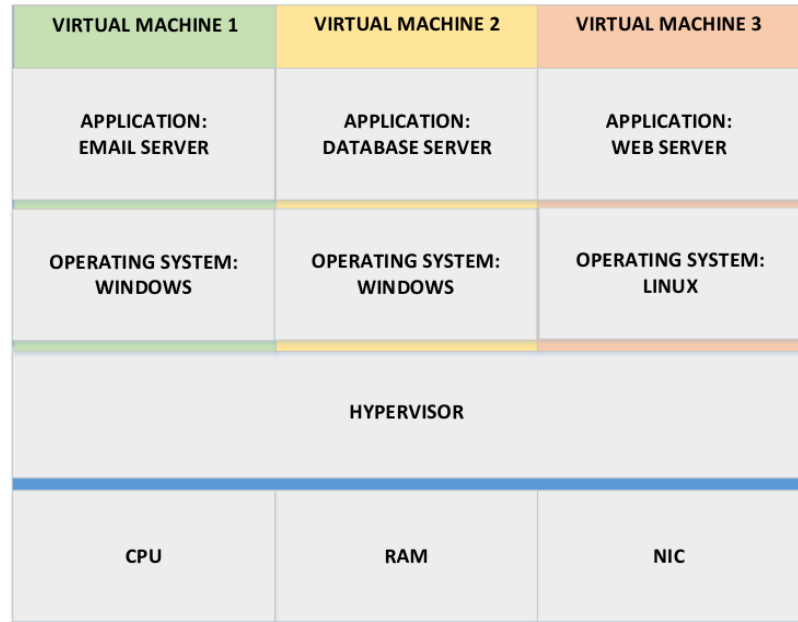 VIRTUAL MACHINE 1
VIRTUAL MACHINE 2
VIRTUAL MACHINE 3
APPLICATION:
EMAIL SERVER
APPLICATION:
DATABASE SERVER
APPLICATION:
WEB SERVER
OPERATING SYSTEM:
WINDOWS
OPERATING SYSTEM:
WINDOWS
OPERATING SYSTEM:
LINUX
HYPERVISOR
CPU
RAM
NIC